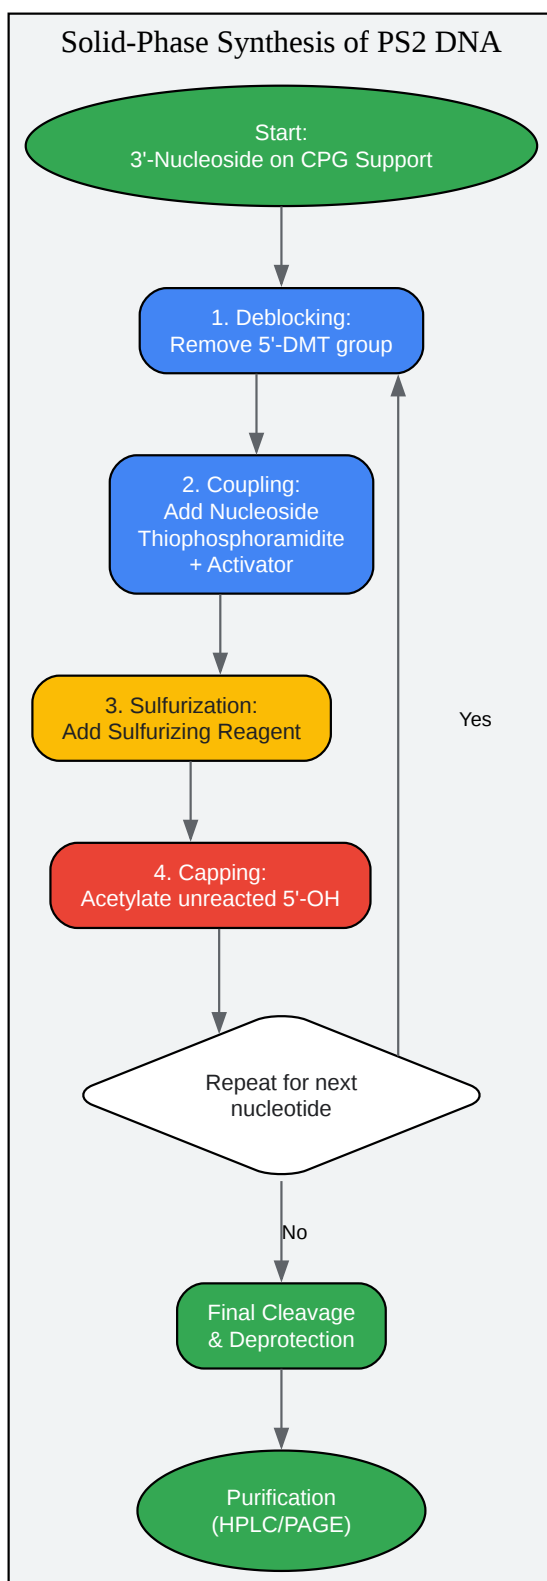 Solid-Phase Synthesis of PS2 DNA
Start:
3'-Nucleoside on CPG Support
1. Deblocking:
Remove 5'-DMT group
2. Coupling:
Add Nucleoside
Thiophosphoramidite
+ Activator
3. Sulfurization:
Add Sulfurizing Reagent
Yes
4. Capping:
Acetylate unreacted 5'-OH
Repeat for next
nucleotide
No
Final Cleavage
& Deprotection
Purification
(HPLC/PAGE)